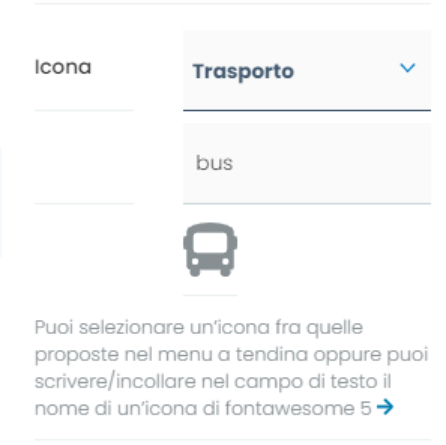 Icona
Trasporto
bus
Puoi selezionare un'icona fra quelle
proposte nel menu a tendina oppure puoi
scrivere/incollare nel campo di testo il
nome di un'icona di fontawesome 5